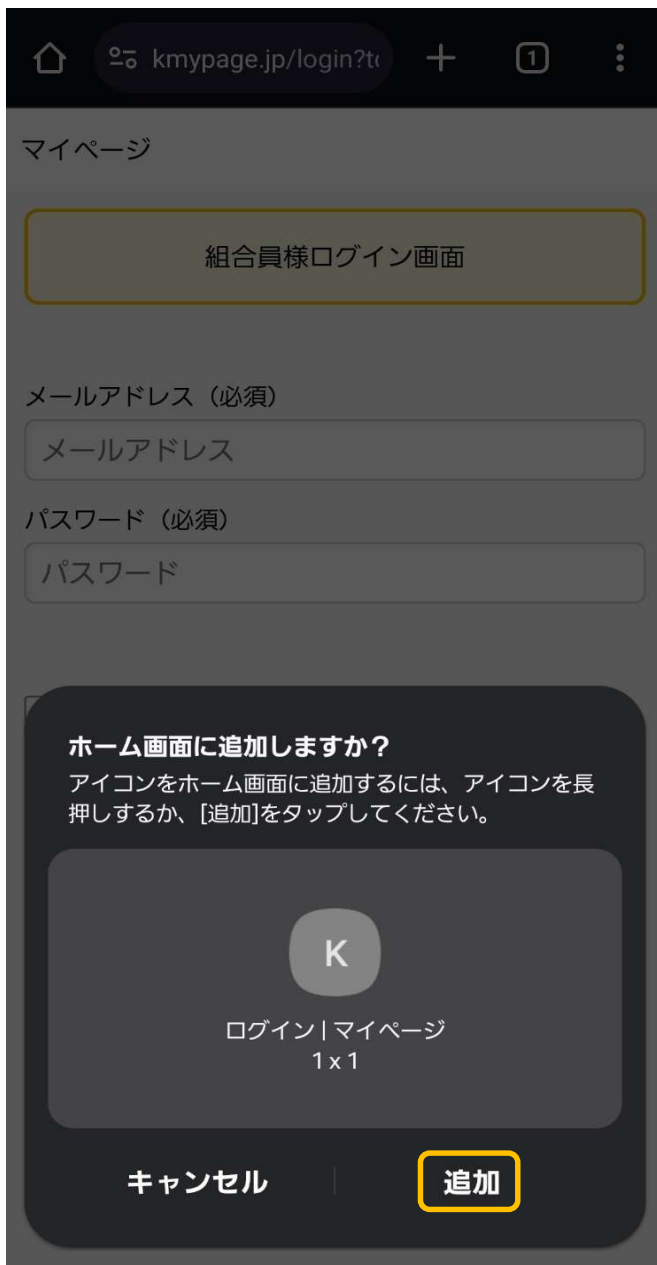 kmypage.jp/login?to
1
マイページ
組合員様ログイン画面
メールアドレス（必須）
メールアドレス
パスワード（必須）
パスワード
ホーム画面に追加しますか？
アイコンをホーム画面に追加するには、アイコンを長
押しするか、[追加]をタップしてください。
K
ログイン | マイページ
1 x 1
キャンセル
追加